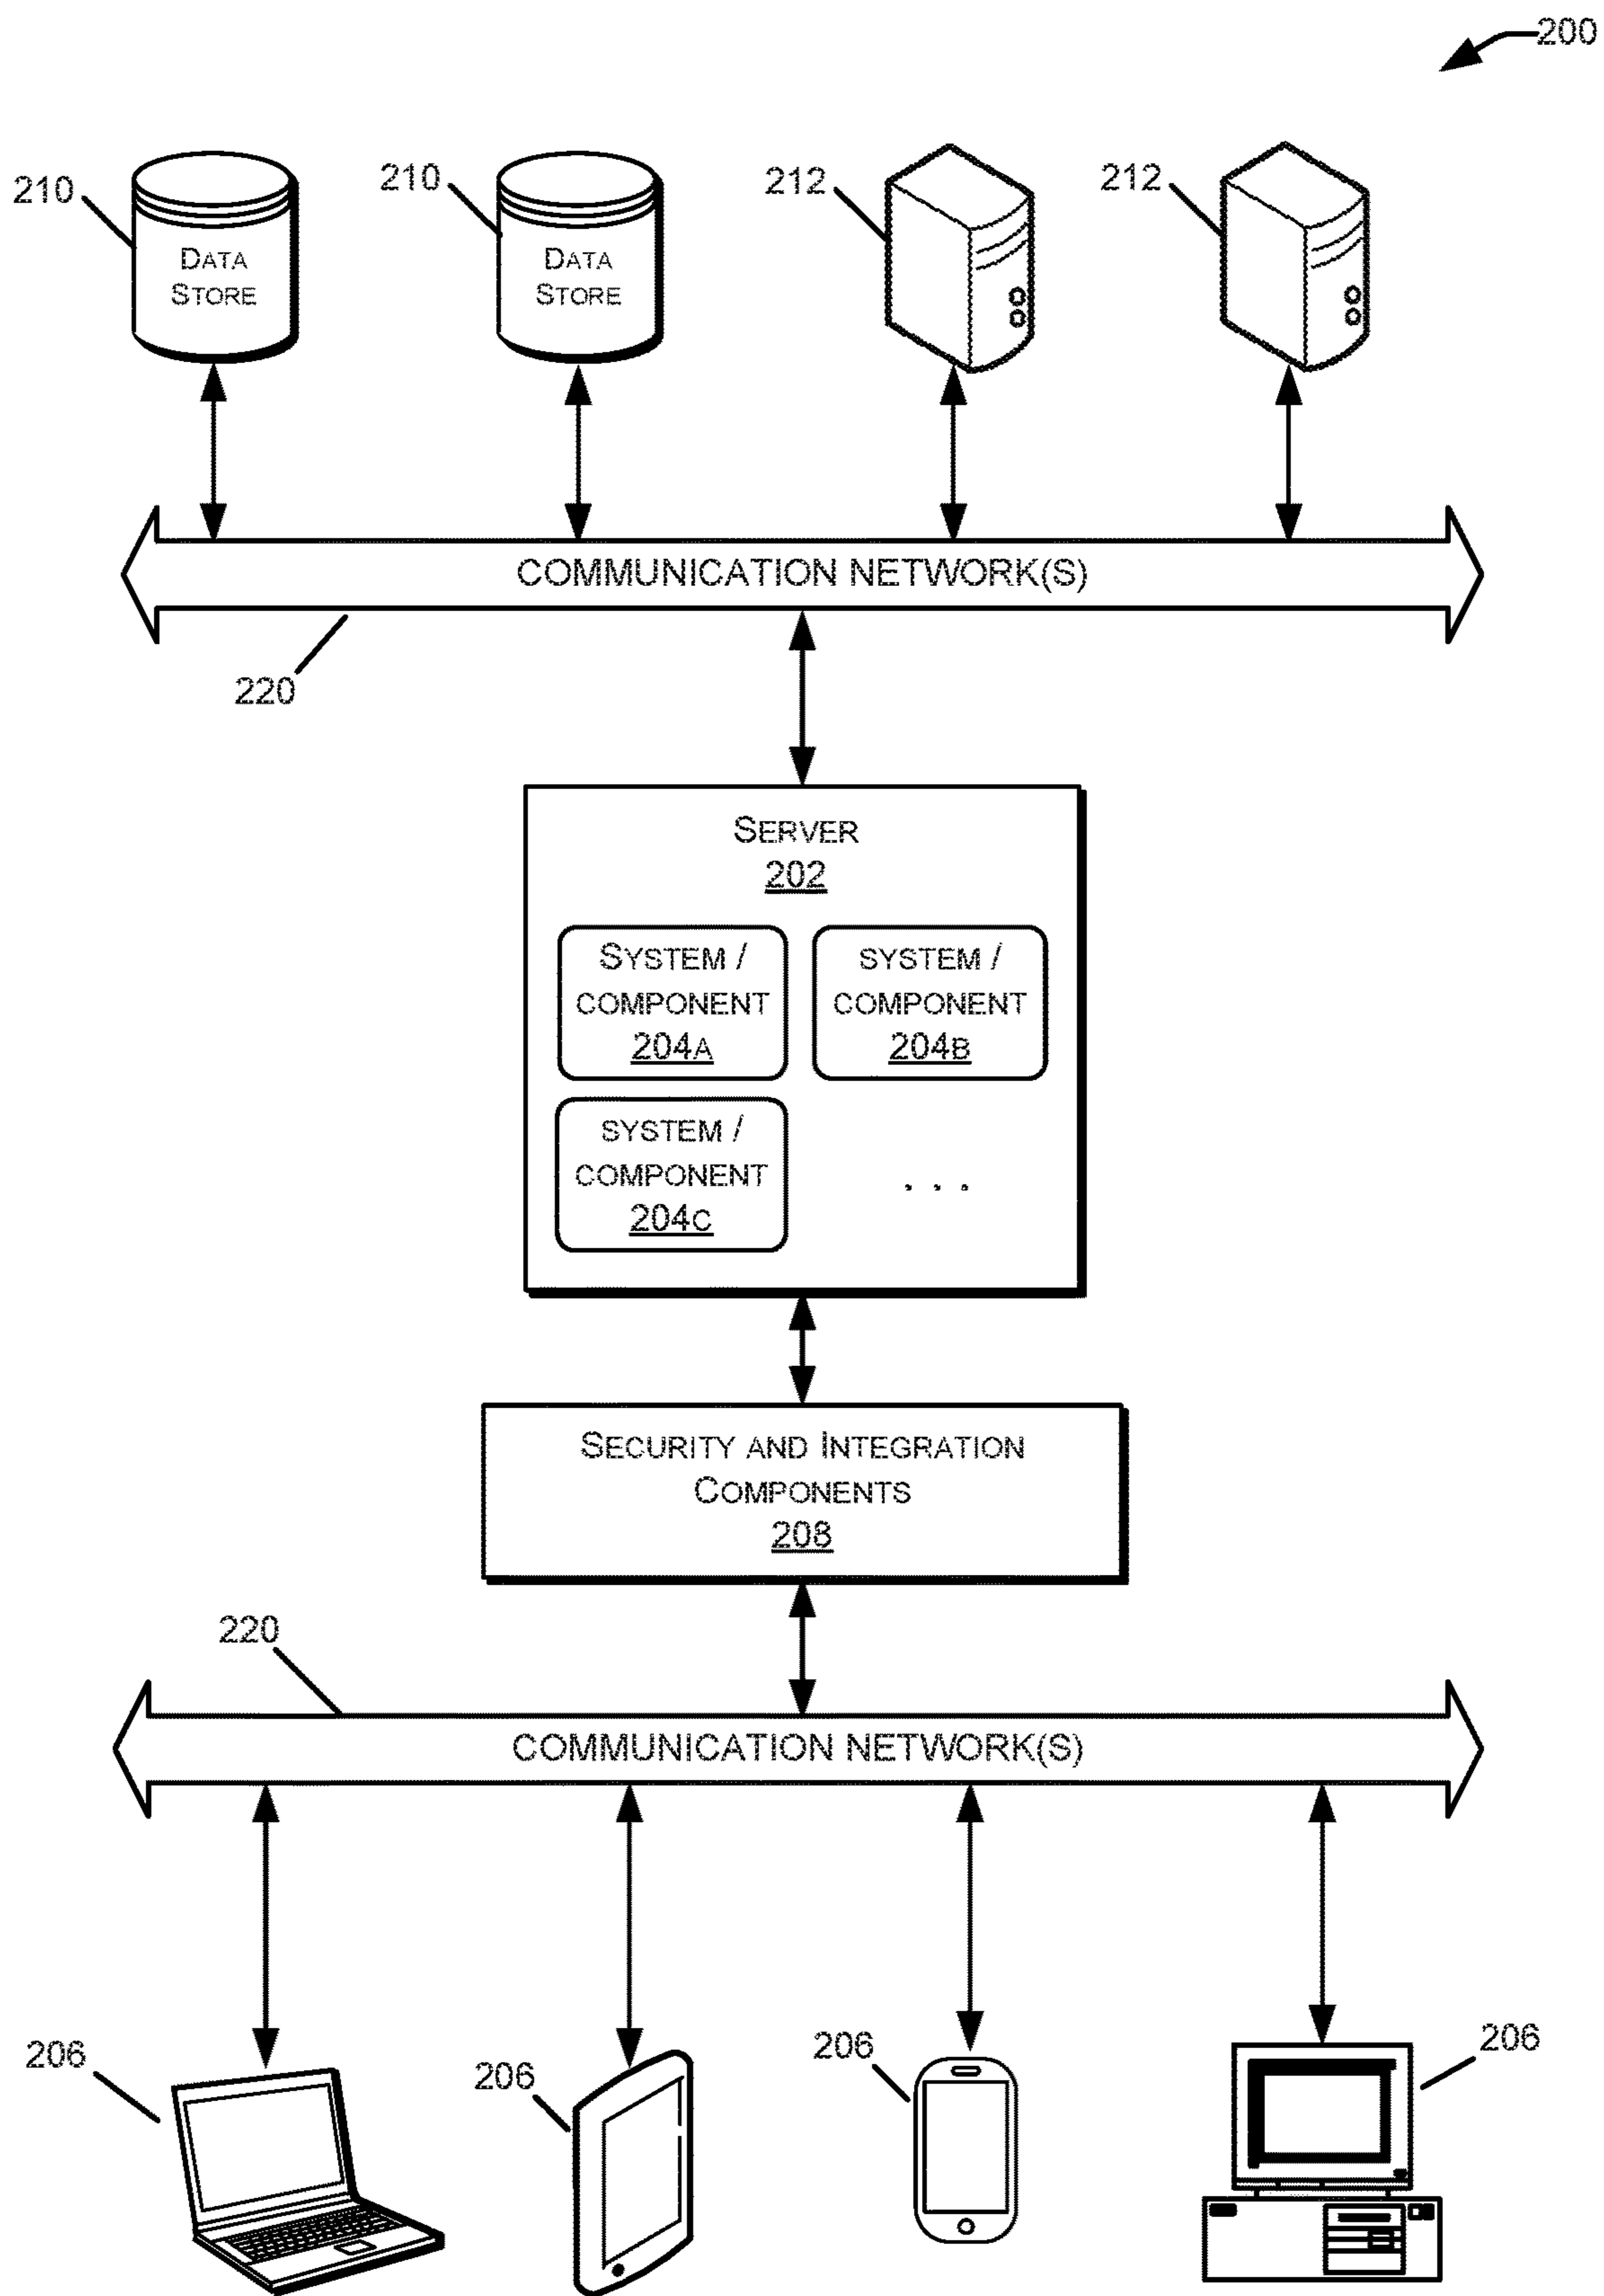 200
210
210
212
212
DATA
STORE
DATA
STORE
COMMUNICATION NETWORK(S)
220
SERVER
202
SYSTEM /
COMPONENT
204A
SYSTEM /
COMPONENT
204B
SYSTEM /
COMPONENT
204C
. . .
SECURITY AND INTEGRATION
COMPONENTS
208
220
COMMUNICATION NETWORK(S)
206
206
206
206